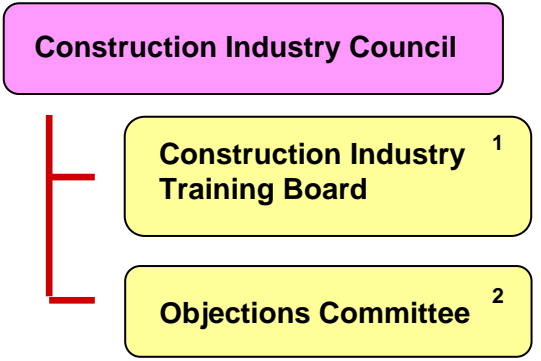 Construction Industry Council
Construction Industry 1
Training Board
Objections Committee 2